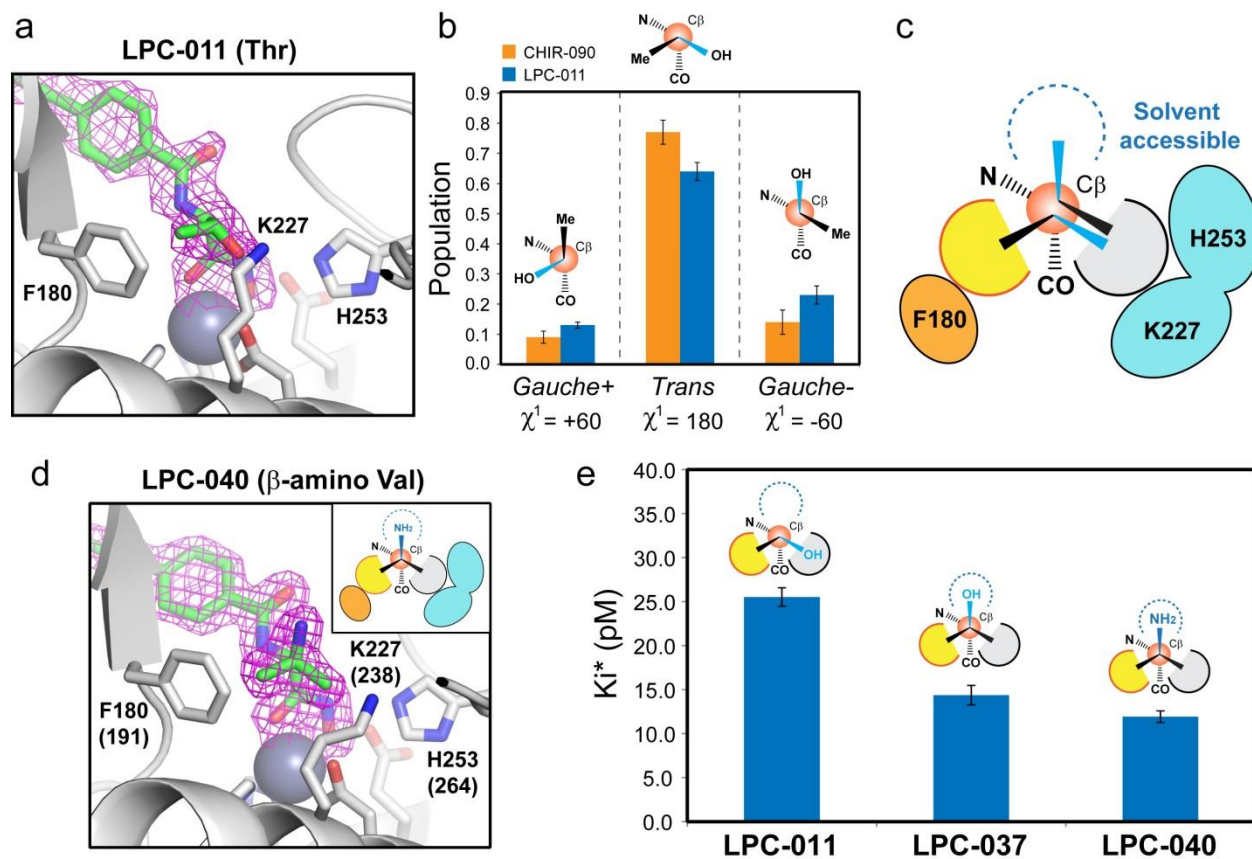 a
LPC-011 (Thr)
K227
F180
H253
b
CHIR-090
LPC-011
N
Cβ
Me
OH
CO
Population
0.9
0.8
0.7
0.6
0.5
0.4
0.3
0.2
0.1
0.0
Me
N
Cβ
HO
CO
OH
N
Cβ
Me
CO
Gauche+
Trans
Gauche-
χ¹ = +60
χ¹ = 180
χ¹ = -60
c
Solvent
accessible
N
Cβ
CO
F180
H253
K227
d
LPC-040 (β-amino Val)
NH₂
N
Cβ
CO
K227
(238)
F180
(191)
H253
(264)
e
Ki* (pM)
40.0
35.0
30.0
25.0
20.0
15.0
10.0
5.0
0.0
N
Cβ
OH
CO
OH
N
Cβ
CO
NH₂
N
Cβ
CO
LPC-011
LPC-037
LPC-040